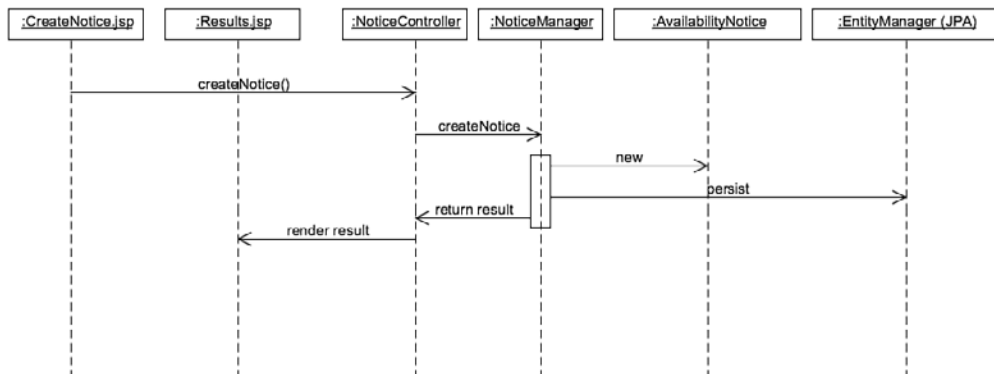 :CreateNotice.jsp
:Results.jsp
:NoticeController
:NoticeManager
:AvailabilityNotice
:EntityManager (JPA)
createNotice()
createNotice
new
persist
return result
render result